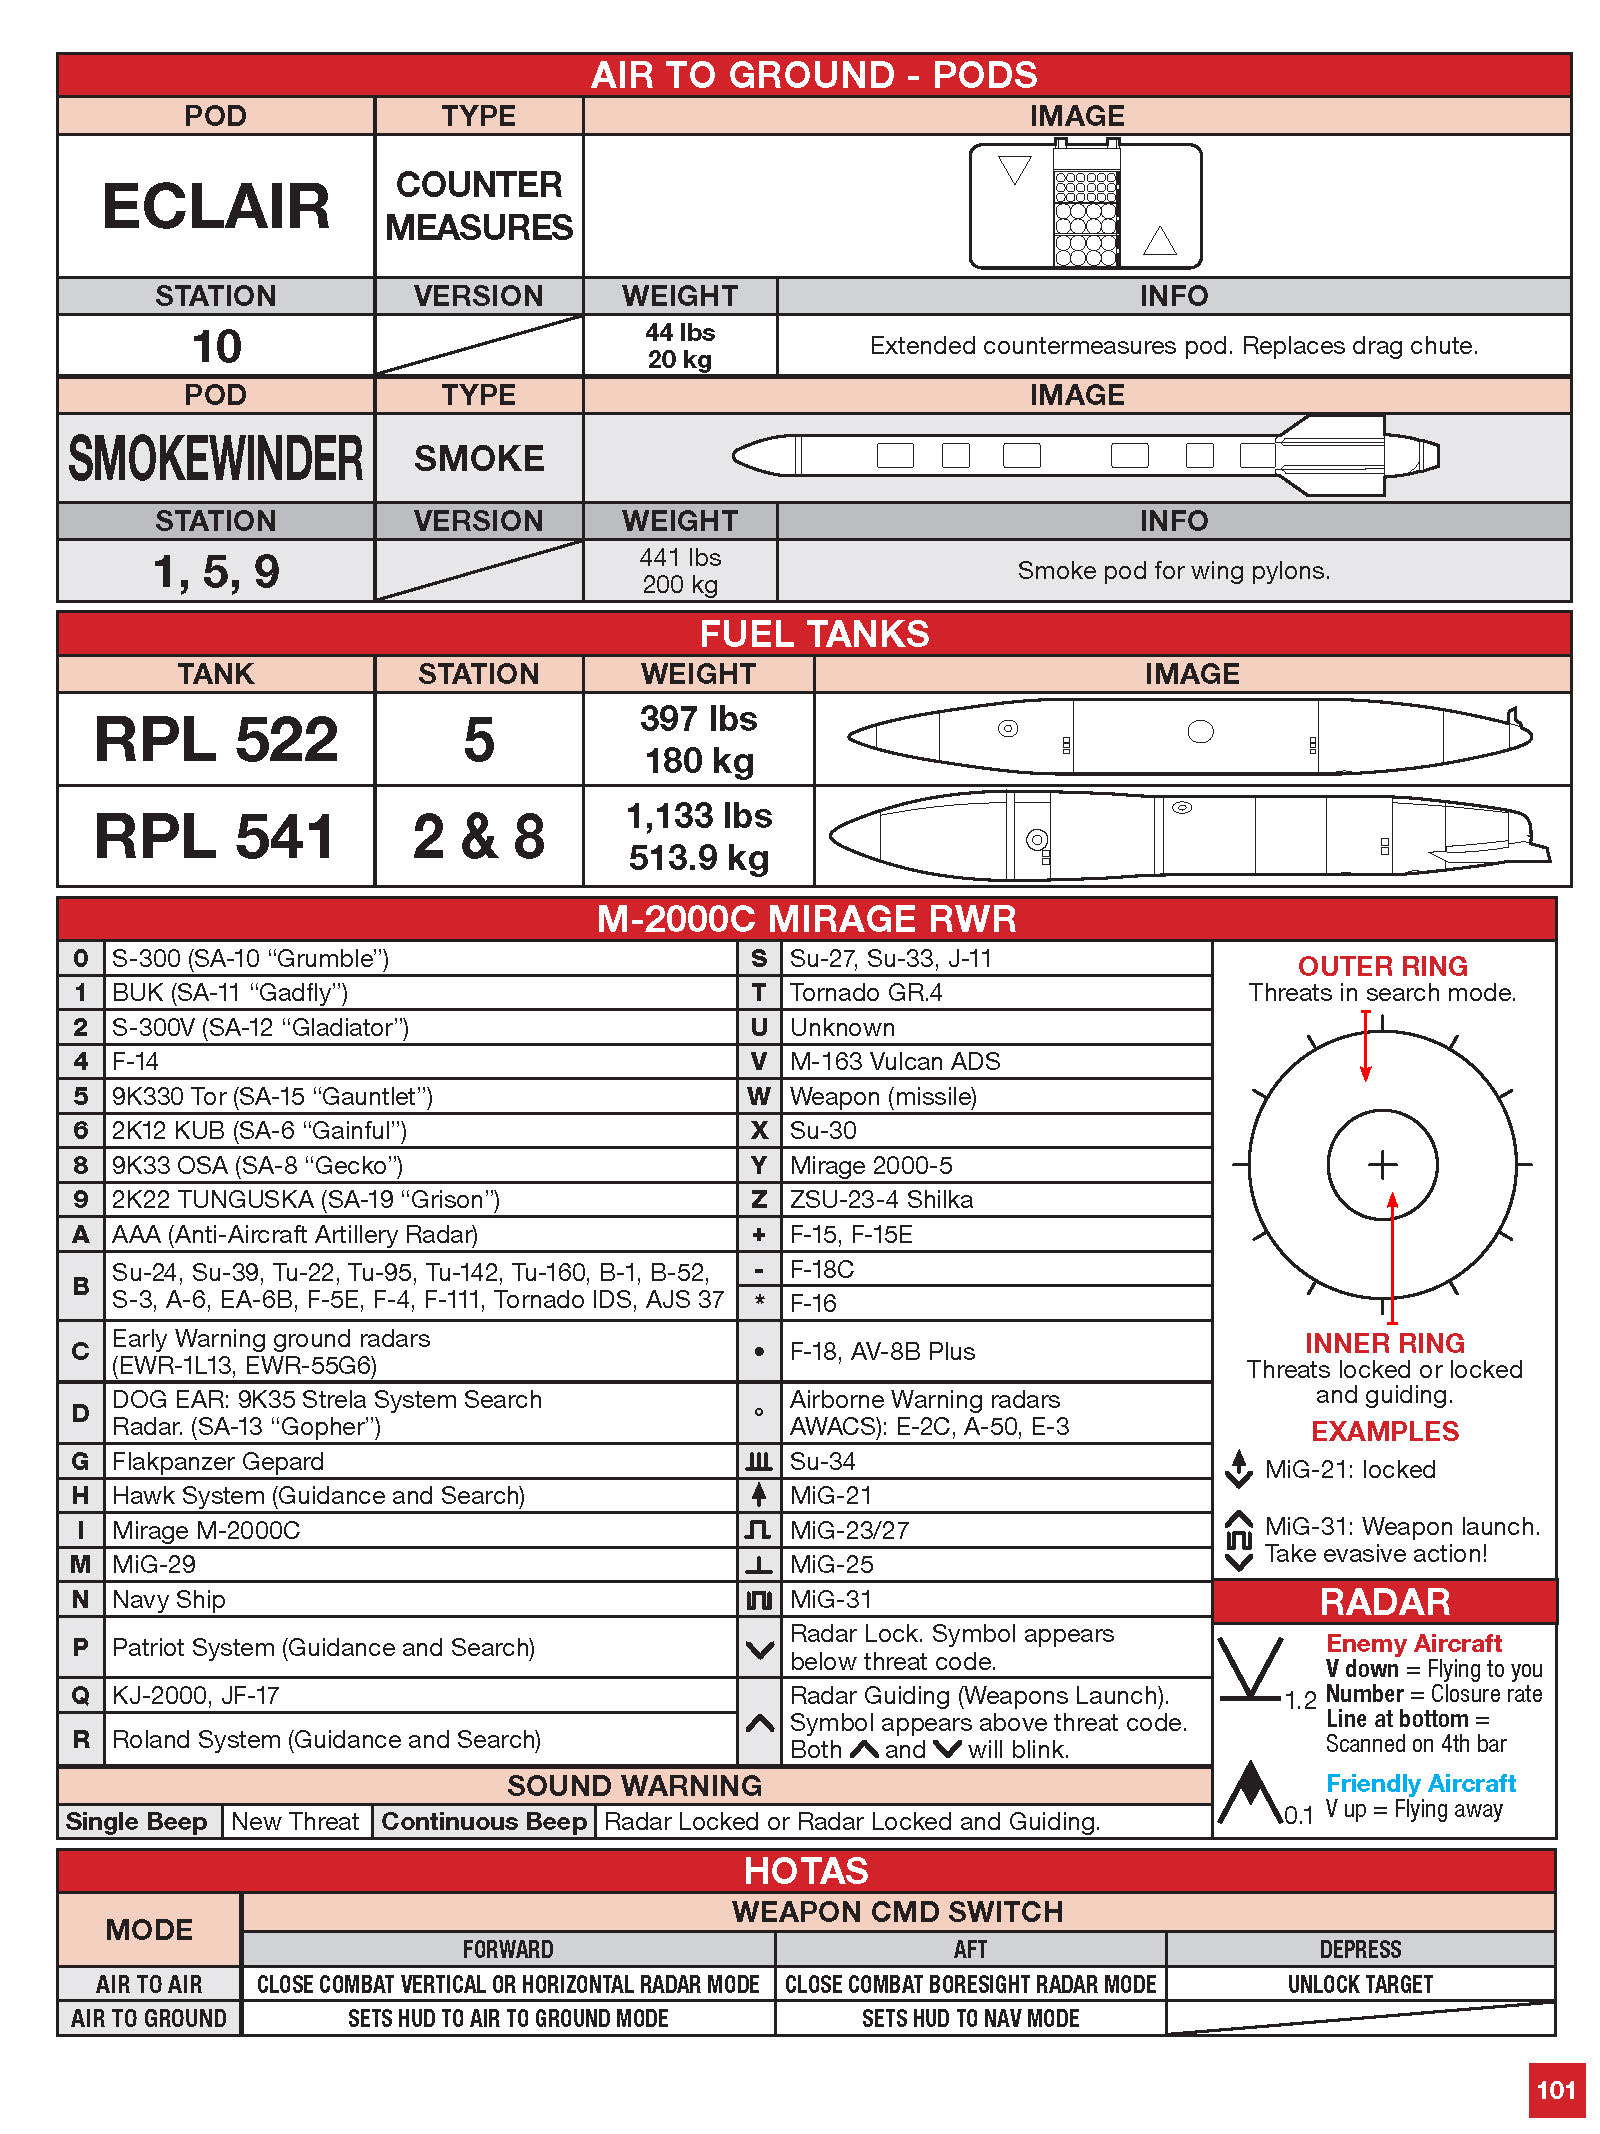 AIR TO GROUND - PODS
POD TYPE IMAGE
ECLAIR COUNTER
MEASURES
STATION VERSION WEIGHT INFO
10 44 lbs
20 kg Extended countermeasures pod. Replaces drag chute.
POD TYPE IMAGE
SMOKEWINDER SMOKE
STATION VERSION WEIGHT INFO
1, 5, 9 441 lbs
200 kg Smoke pod for wing pylons.
FUEL TANKS
TANK STATION WEIGHT IMAGE
RPL 522 5 397 lbs
180 kg
RPL 541 2 & 8 1,133 lbs
513.9 kg
M-2000C MIRAGE RWR
0 S-300 (SA-10 “Grumble”)
1 BUK (SA-11 “Gadfly”)
2 S-300V (SA-12 “Gladiator”)
4 F-14
5 9K330 Tor (SA-15 “Gauntlet”)
6 2K12 KUB (SA-6 “Gainful”)
8 9K33 OSA (SA-8 “Gecko”)
9 2K22 TUNGUSKA (SA-19 “Grison”)
A AAA (Anti-Aircraft Artillery Radar)
B Su-24, Su-39, Tu-22, Tu-95, Tu-142, Tu-160, B-1, B-52,
S-3, A-6, EA-6B, F-5E, F-4, F-111, Tornado IDS, AJS 37
C Early Warning ground radars
(EWR-1L13, EWR-55G6)
D DOG EAR: 9K35 Strela System Search
Radar. (SA-13 “Gopher”)
G Flakpanzer Gepard
H Hawk System (Guidance and Search)
I Mirage M-2000C
M MiG-29
N Navy Ship
P Patriot System (Guidance and Search)
Q KJ-2000, JF-17
R Roland System (Guidance and Search)
S Su-27, Su-33, J-11
T Tornado GR.4
U Unknown
V M-163 Vulcan ADS
W Weapon (missile)
X Su-30
Y Mirage 2000-5
Z ZSU-23-4 Shilka
+ F-15, F-15E
- F-18C
* F-16
• F-18, AV-8B Plus
° Airborne Warning radars
AWACS): E-2C, A-50, E-3
Su-34
MiG-21
MiG-23/27
MiG-25
MiG-31
Radar Lock. Symbol appears
below threat code.
Radar Guiding (Weapons Launch).
Symbol appears above threat code.
Both and will blink.
OUTER RING
Threats in search mode.
INNER RING
Threats locked or locked
and guiding.
EXAMPLES
MiG-21: locked
MiG-31: Weapon launch.
Take evasive action!
RADAR
Enemy Aircraft
V down = Flying to you
1.2 Number = Closure rate
Line at bottom =
Scanned on 4th bar
Friendly Aircraft
0.1 V up = Flying away
SOUND WARNING
Single Beep New Threat Continuous Beep Radar Locked or Radar Locked and Guiding.
HOTAS
MODE WEAPON CMD SWITCH
FORWARD AFT DEPRESS
AIR TO AIR CLOSE COMBAT VERTICAL OR HORIZONTAL RADAR MODE CLOSE COMBAT BORESIGHT RADAR MODE UNLOCK TARGET
AIR TO GROUND SETS HUD TO AIR TO GROUND MODE SETS HUD TO NAV MODE
101